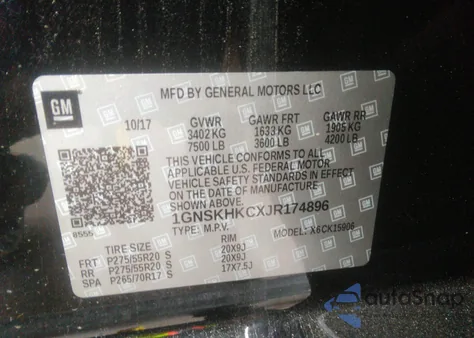 MFD BY GENERAL MOTORS LLC
GM
10/17 GVWR GAWR FRT GAWR RR
3402 KG 1633 KG 1905 KG
7500 LB 3600 LB 4200 LB
THIS VEHICLE CONFORMS TO ALL
APPLICABLE U.S. FEDERAL MOTOR
VEHICLE SAFETY STANDARDS IN EFFECT
ON THE DATE OF MANUFACTURE
1GNSKHKCXJR174896
TYPE: M.P.V. MODEL: X6CK15906
TIRE SIZE RIM
FRT P275/55R20 S 20X9J
RR P275/55R20 S 20X9J
SPA P265/70R17 S 17X7.5J
AutoSnap